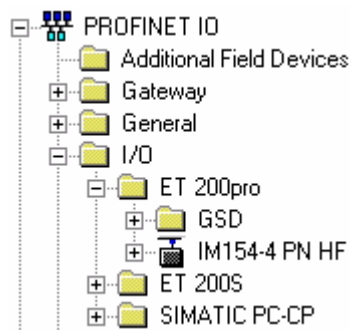 PROFINET IO
Additional Field Devices
Gateway
General
I/O
ET 200pro
GSD
IM154-4 PN HF
ET 200S
SIMATIC PC-CP